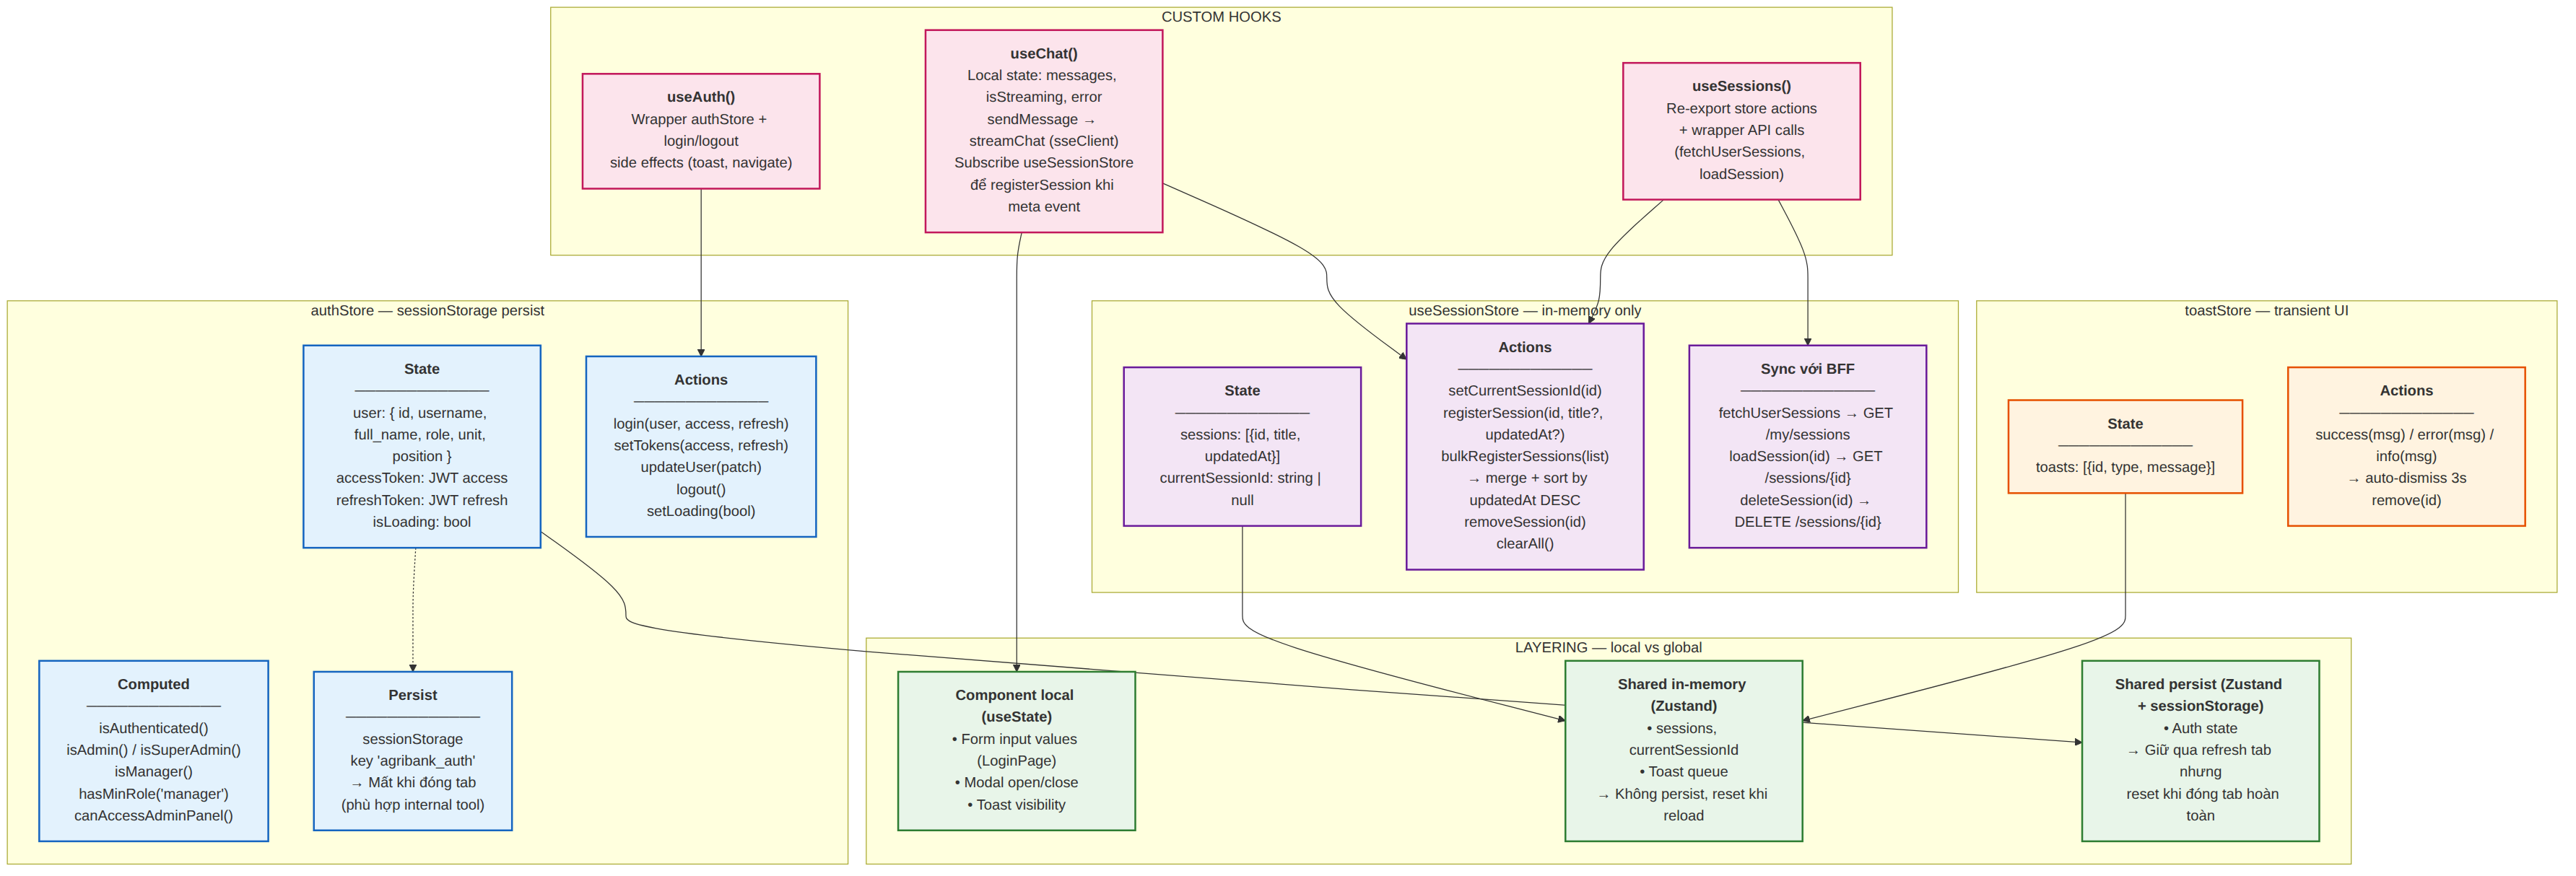 CUSTOM HOOKS
useAuth()
Wrapper authStore +
login/logout
side effects (toast, navigate)
useChat()
Local state: messages,
isStreaming, error
sendMessage →
streamChat (sseClient)
Subscribe useSessionStore
để registerSession khi
meta event
useSessions()
Re-export store actions
+ wrapper API calls
(fetchUserSessions,
loadSession)
authStore — sessionStorage persist
State
────────────────
user: { id, username,
full_name, role, unit,
position }
accessToken: JWT access
refreshToken: JWT refresh
isLoading: bool
Actions
────────────────
login(user, access, refresh)
setTokens(access, refresh)
updateUser(patch)
logout()
setLoading(bool)
Computed
────────────────
isAuthenticated()
isAdmin() / isSuperAdmin()
isManager()
hasMinRole('manager')
canAccessAdminPanel()
Persist
────────────────
sessionStorage
key 'agribank_auth'
→ Mất khi đóng tab
(phù hợp internal tool)
useSessionStore — in-memory only
State
────────────────
sessions: [{id, title,
updatedAt}]
currentSessionId: string |
null
Actions
────────────────
setCurrentSessionId(id)
registerSession(id, title?,
updatedAt?)
bulkRegisterSessions(list)
→ merge + sort by
updatedAt DESC
removeSession(id)
clearAll()
Sync với BFF
────────────────
fetchUserSessions → GET
/my/sessions
loadSession(id) → GET
/sessions/{id}
deleteSession(id) →
DELETE /sessions/{id}
toastStore — transient UI
State
────────────────
toasts: [{id, type, message}]
Actions
────────────────
success(msg) / error(msg) /
info(msg)
→ auto-dismiss 3s
remove(id)
LAYERING — local vs global
Component local
(useState)
• Form input values
(LoginPage)
• Modal open/close
• Toast visibility
Shared in-memory
(Zustand)
• sessions,
currentSessionId
• Toast queue
→ Không persist, reset khi
reload
Shared persist (Zustand
+ sessionStorage)
• Auth state
→ Giữ qua refresh tab
nhưng
reset khi đóng tab hoàn
toàn